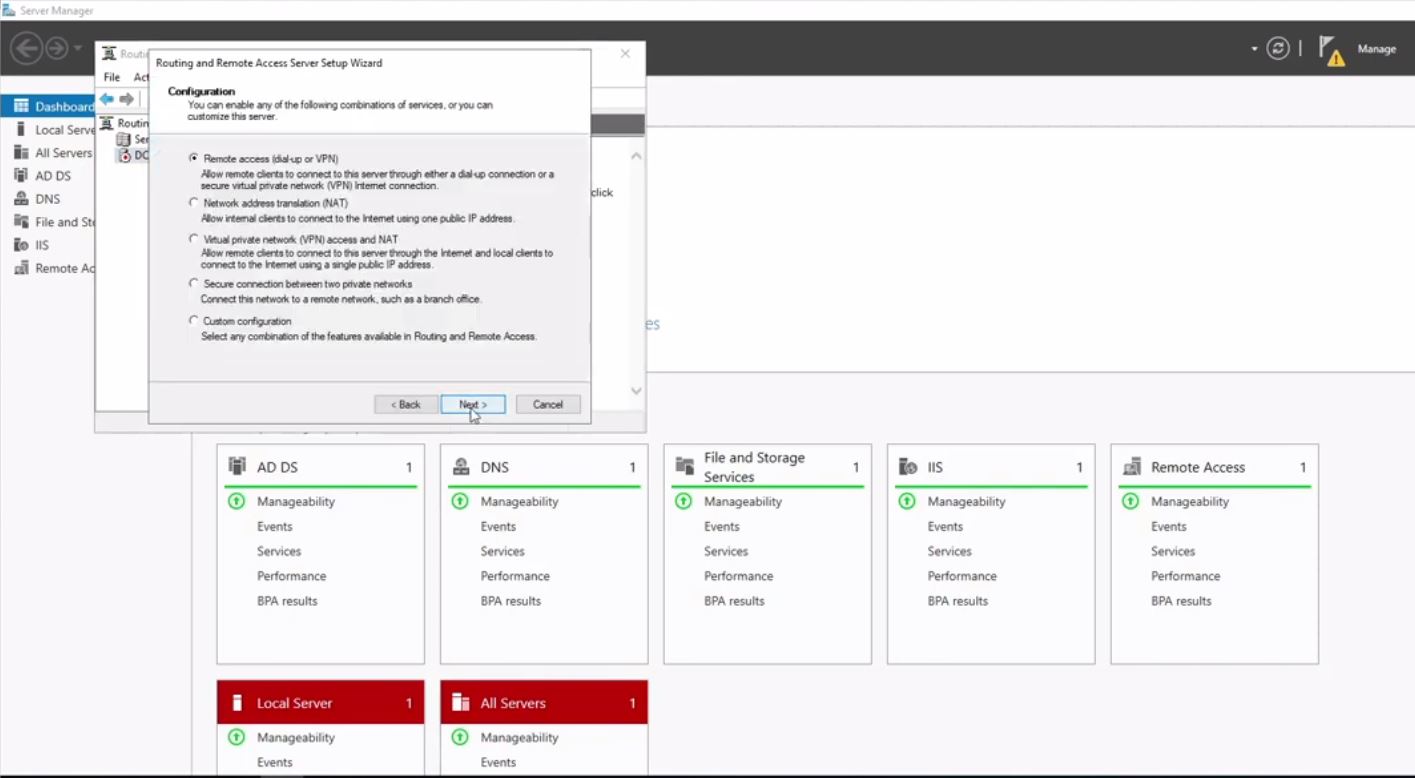 Server Manager
Manage
Dashboard
Local Serve
All Servers
AD DS
DNS
File and Sto
IIS
Remote Ac
Routi
File Act
Routin
Ser
DC
click
es
Routing and Remote Access Server Setup Wizard
Configuration
You can enable any of the following combinations of services, or you can
customize this server.
Remote access (dial-up or VPN)
Allow remote clients to connect to this server through either a dial-up connection or a
secure virtual private network (VPN) Internet connection.
Network address translation (NAT)
Allow internal clients to connect to the Internet using one public IP address.
Virtual private network (VPN) access and NAT
Allow remote clients to connect to this server through the Internet and local clients to
connect to the Internet using a single public IP address.
Secure connection between two private networks
Connect this network to a remote network, such as a branch office.
Custom configuration
Select any combination of the features available in Routing and Remote Access.
< Back Next > Cancel
AD DS 1
Manageability
Events
Services
Performance
BPA results
DNS 1
Manageability
Events
Services
Performance
BPA results
File and Storage
Services 1
Manageability
Events
Services
Performance
BPA results
IIS 1
Manageability
Events
Services
Performance
BPA results
Remote Access 1
Manageability
Events
Services
Performance
BPA results
Local Server 1
Manageability
Events
All Servers 1
Manageability
Events